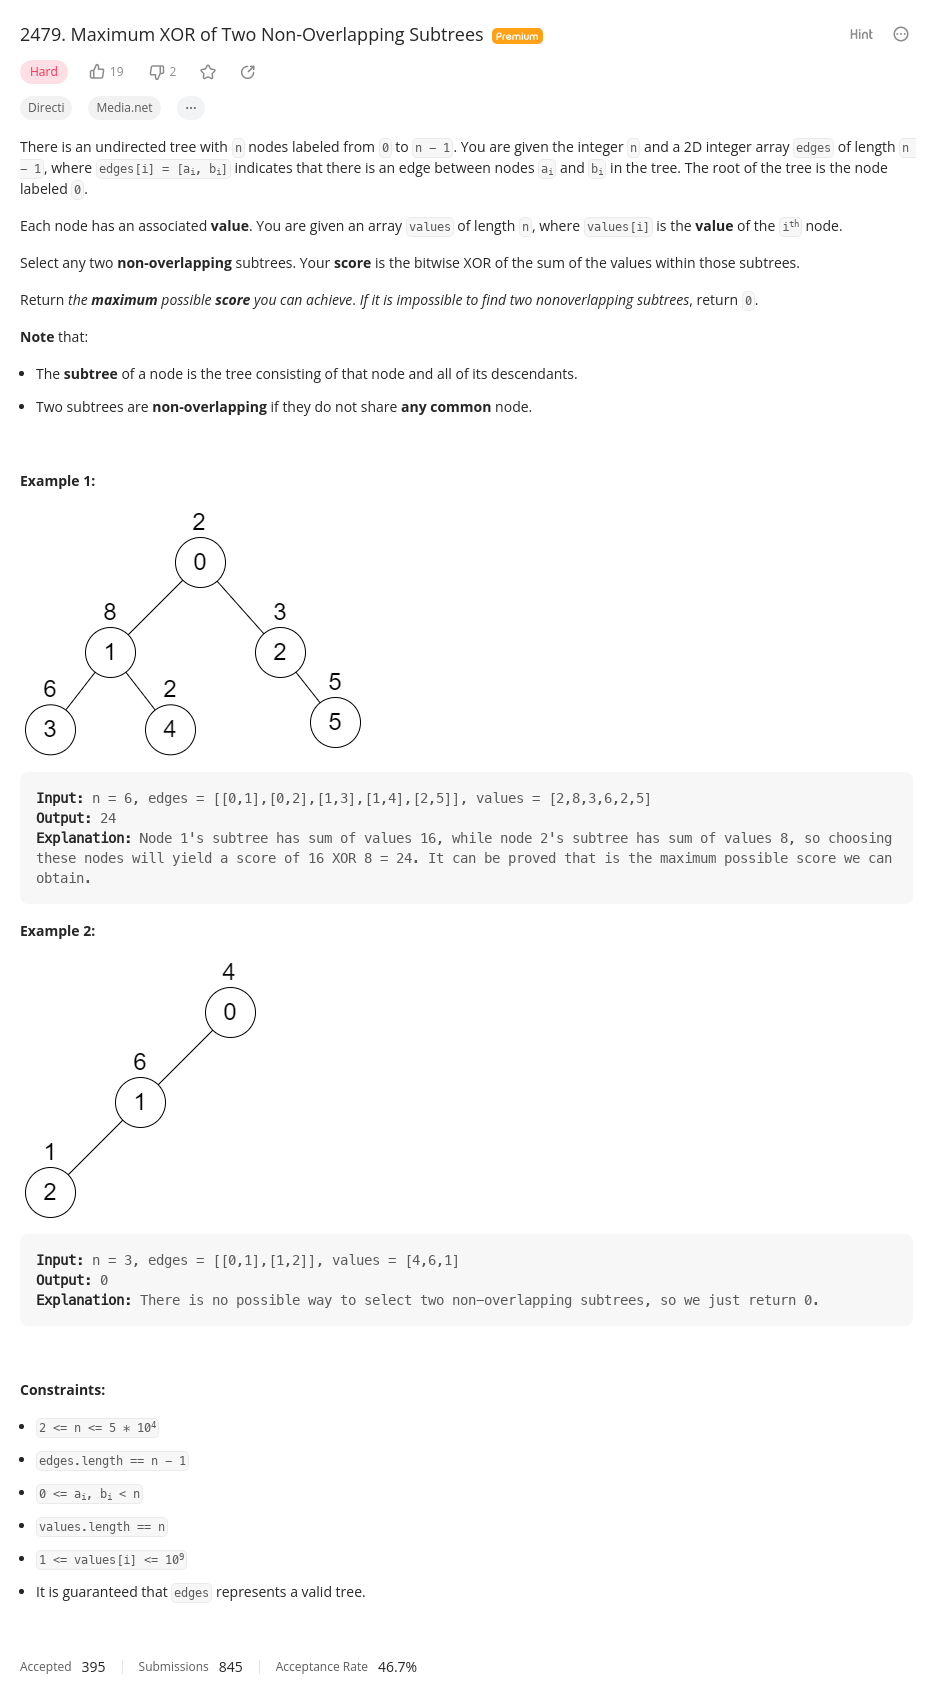 2479. Maximum XOR of Two Non-Overlapping Subtrees Premium Hint
Hard 19 2
Directi Media.net ...
There is an undirected tree with n nodes labeled from 0 to n - 1. You are given the integer n and a 2D integer array edges of length n
- 1, where edges[i] = [ai, bi] indicates that there is an edge between nodes ai and bi in the tree. The root of the tree is the node
labeled 0.
Each node has an associated value. You are given an array values of length n, where values[i] is the value of the ith node.
Select any two non-overlapping subtrees. Your score is the bitwise XOR of the sum of the values within those subtrees.
Return the maximum possible score you can achieve. If it is impossible to find two nonoverlapping subtrees, return 0.
Note that:
• The subtree of a node is the tree consisting of that node and all of its descendants.
• Two subtrees are non-overlapping if they do not share any common node.
Example 1:
2
0
8 3
1 2
6 2 5
3 4 5
Input: n = 6, edges = [[0,1],[0,2],[1,3],[1,4],[2,5]], values = [2,8,3,6,2,5]
Output: 24
Explanation: Node 1's subtree has sum of values 16, while node 2's subtree has sum of values 8, so choosing
these nodes will yield a score of 16 XOR 8 = 24. It can be proved that is the maximum possible score we can
obtain.
Example 2:
4
0
6
1
1
2
Input: n = 3, edges = [[0,1],[1,2]], values = [4,6,1]
Output: 0
Explanation: There is no possible way to select two non-overlapping subtrees, so we just return 0.
Constraints:
• 2 <= n <= 5 * 10⁴
• edges.length == n - 1
• 0 <= ai, bi < n
• values.length == n
• 1 <= values[i] <= 10⁹
• It is guaranteed that edges represents a valid tree.
Accepted 395 Submissions 845 Acceptance Rate 46.7%